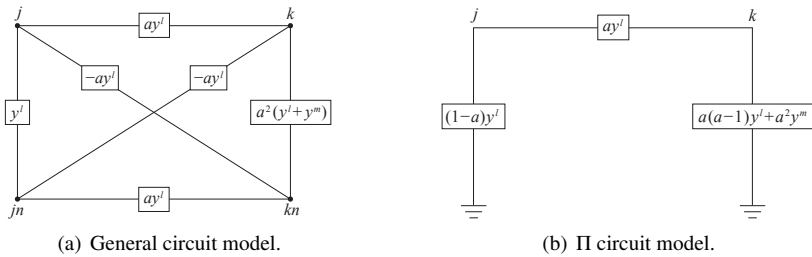 j
ay^l
k
j
ay^l
k
−ay^l
−ay^l
y^l
a^2(y^l+y^m)
(1−a)y^l
a(a−1)y^l+a^2y^m
jn
ay^l
kn
(a) General circuit model.
(b) Π circuit model.